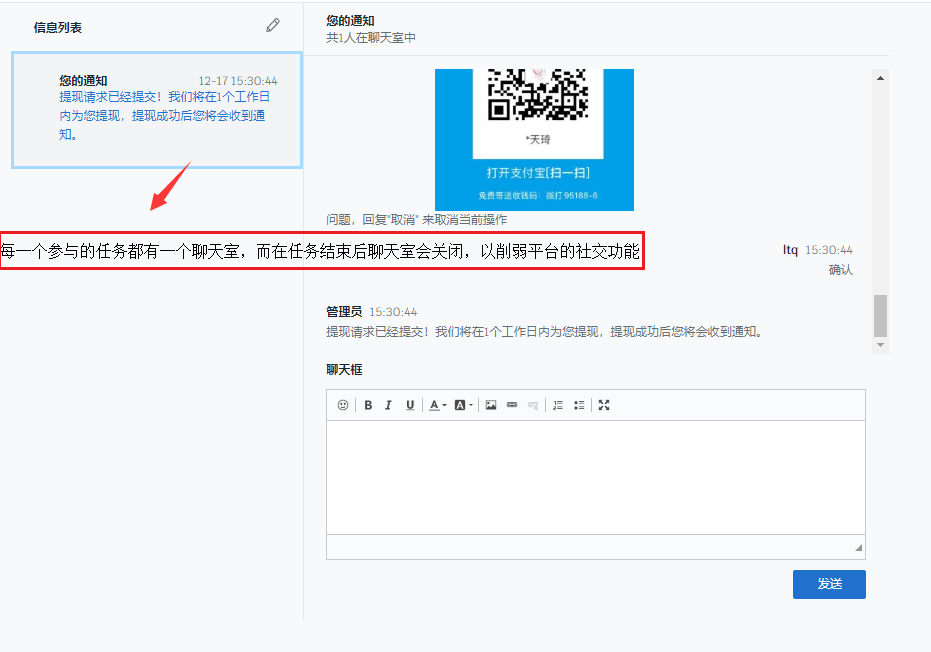 信息列表
您的通知 12-17 15:30:44
提现请求已经提交！我们将在1个工作日
内为您提现，提现成功后您将会收到通
知。
您的通知
共1人在聊天室中
*天琦
打开支付宝[扫一扫]
免费寄送收钱码：拨打95188-6
问题，回复"取消" 来取消当前操作
每一个参与的任务都有一个聊天室，而在任务结束后聊天室会关闭，以削弱平台的社交功能
ltq 15:30:44
确认
管理员 15:30:44
提现请求已经提交！我们将在1个工作日内为您提现，提现成功后您将会收到通知。
聊天框
B I U A A
发送